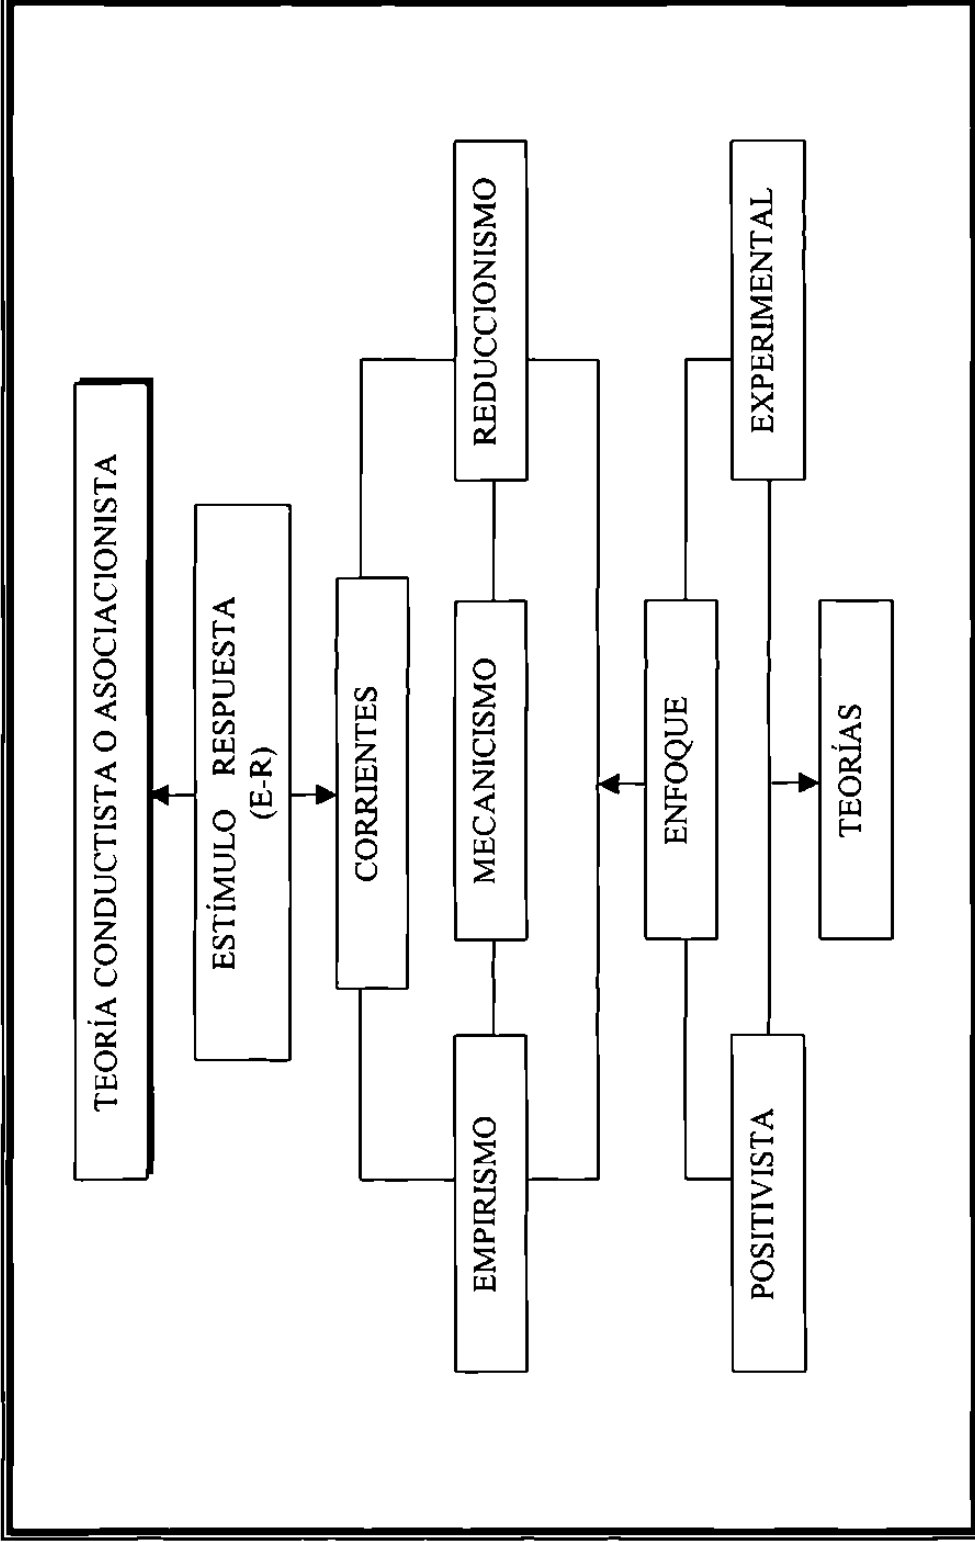 TEORÍA CONDUCTISTA O ASOCIACIONISTA
ESTÍMULO RESPUESTA
(E-R)
CORRIENTES
EMPIRISMO
MECANICISMO
REDUCCIONISMO
ENFOQUE
POSITIVISTA
EXPERIMENTAL
TEORÍAS